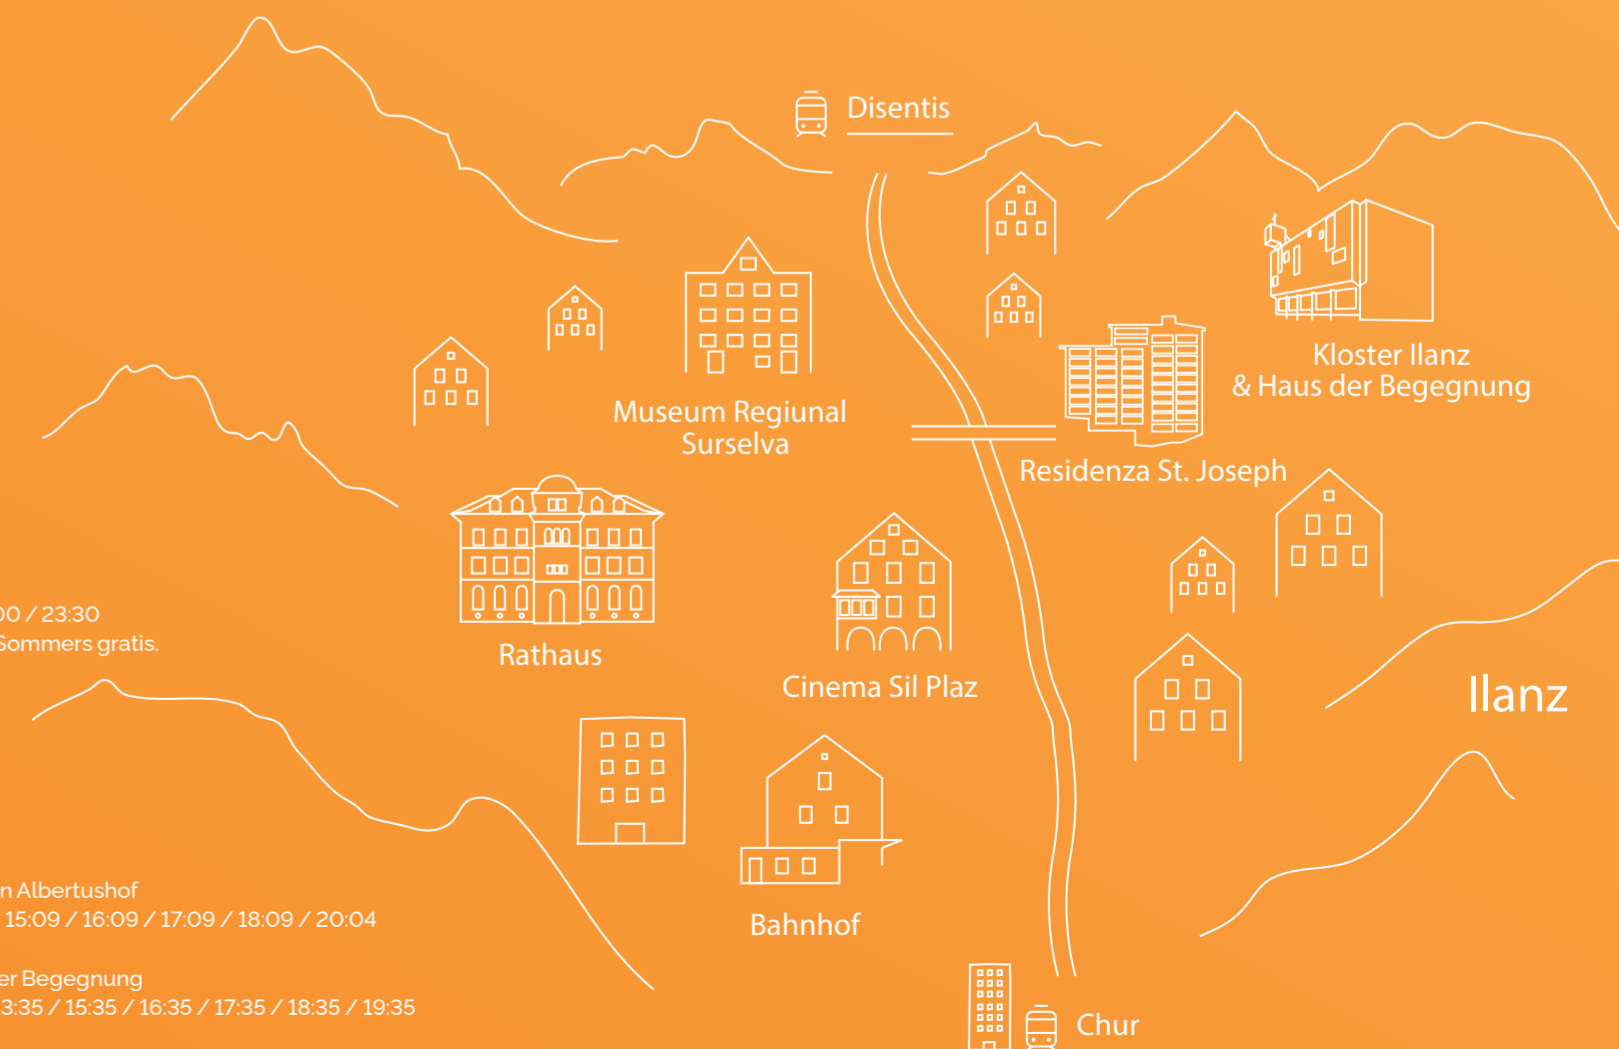 Disentis
Kloster Ilanz
& Haus der Begegnung
Museum Regiunal
Surselva
Residenza St. Joseph
00 / 23:30
Sommers gratis.
Rathaus
Cinema Sil Plaz
Ilanz
n Albertushof
15:09 / 16:09 / 17:09 / 18:09 / 20:04
Bahnhof
er Begegnung
3:35 / 15:35 / 16:35 / 17:35 / 18:35 / 19:35
Chur